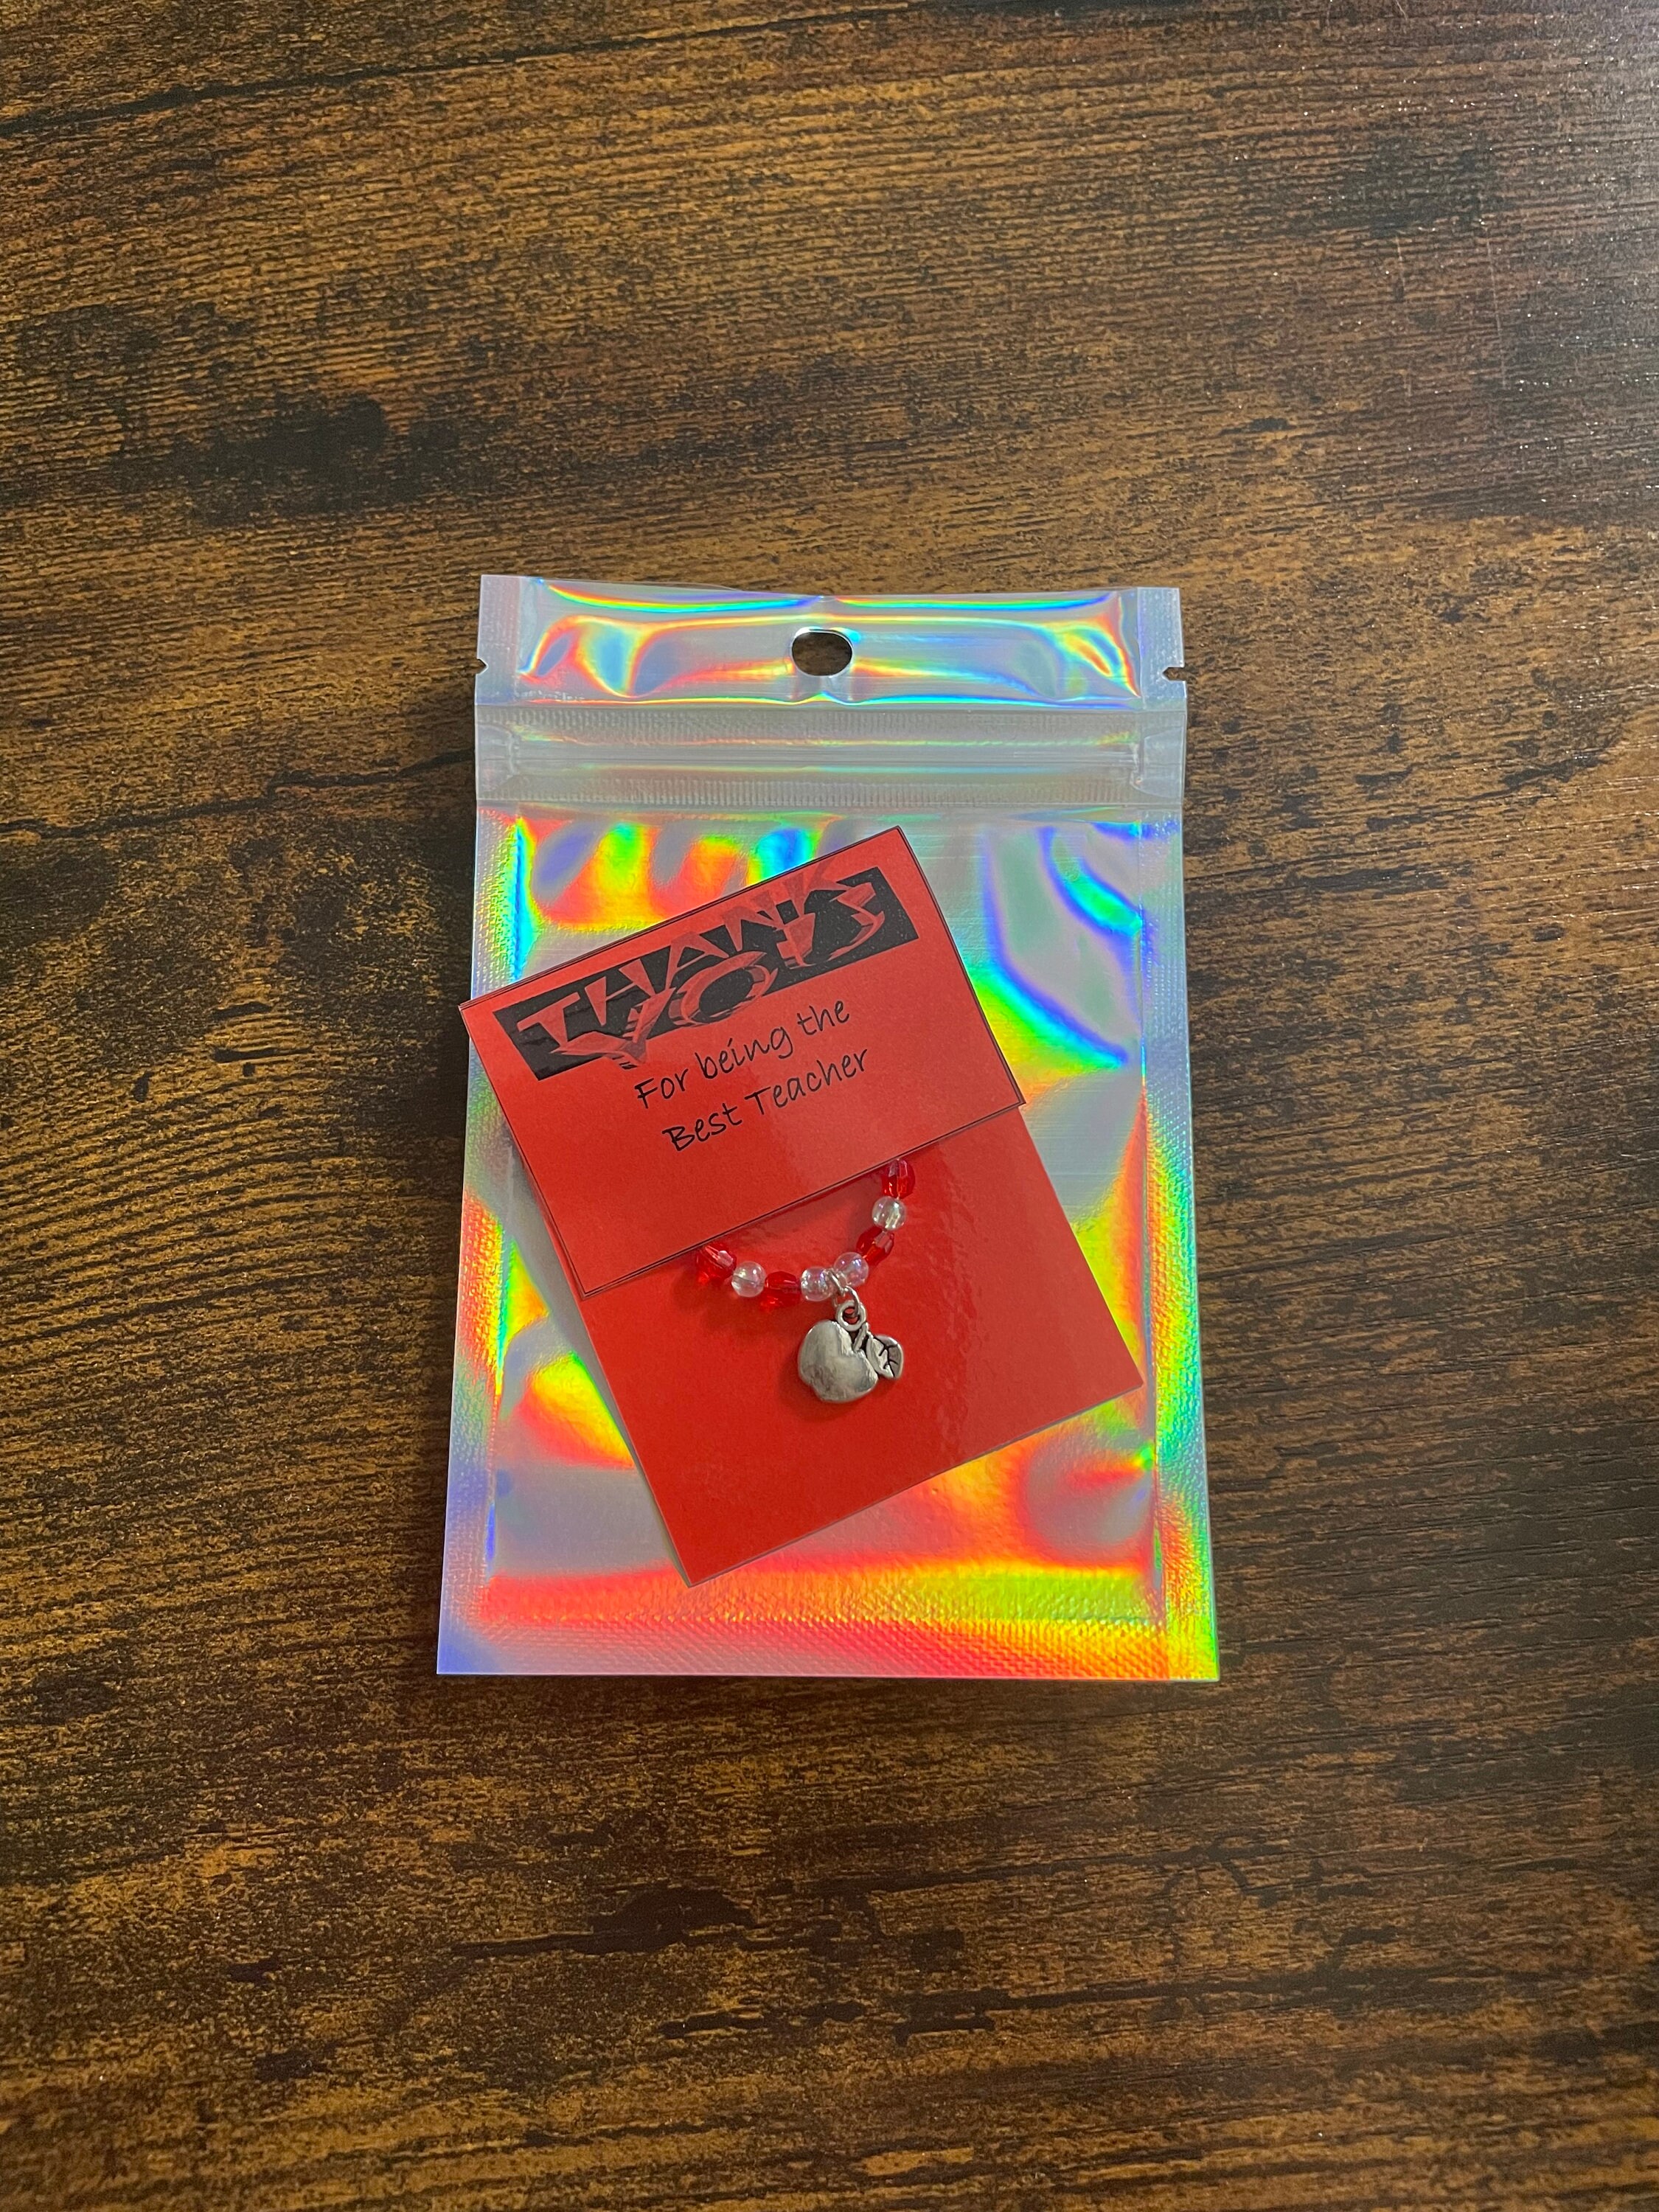 THANK
YOU
For being the
Best Teacher